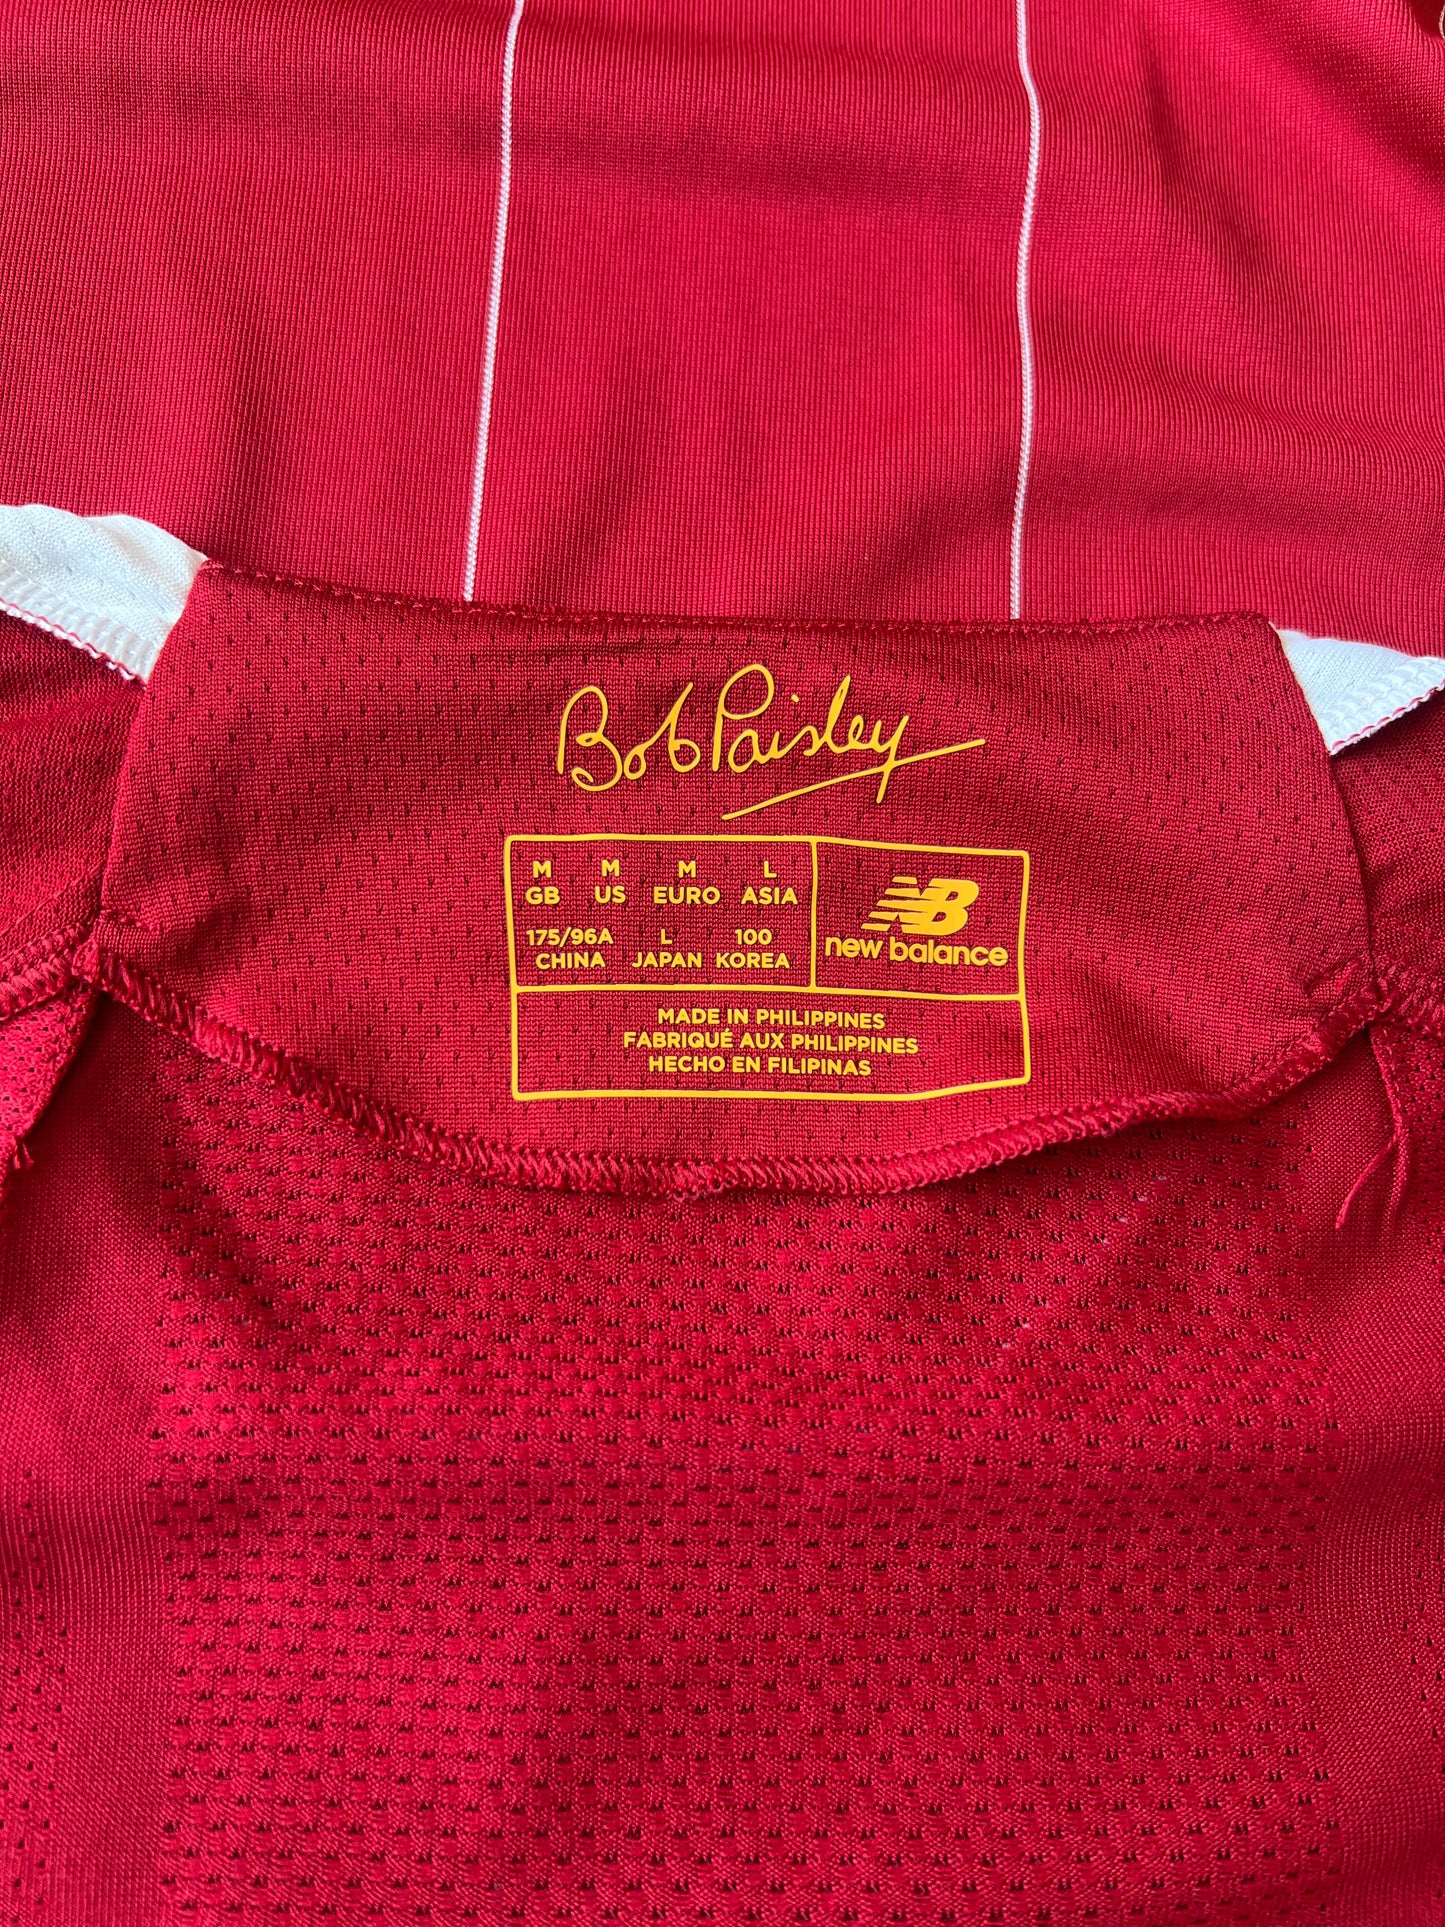 Bob Paisley
M M M L
GB US EURO ASIA
175/96A L 100
CHINA JAPAN KOREA
NB
new balance
MADE IN PHILIPPINES
FABRIQUÉ AUX PHILIPPINES
HECHO EN FILIPINAS